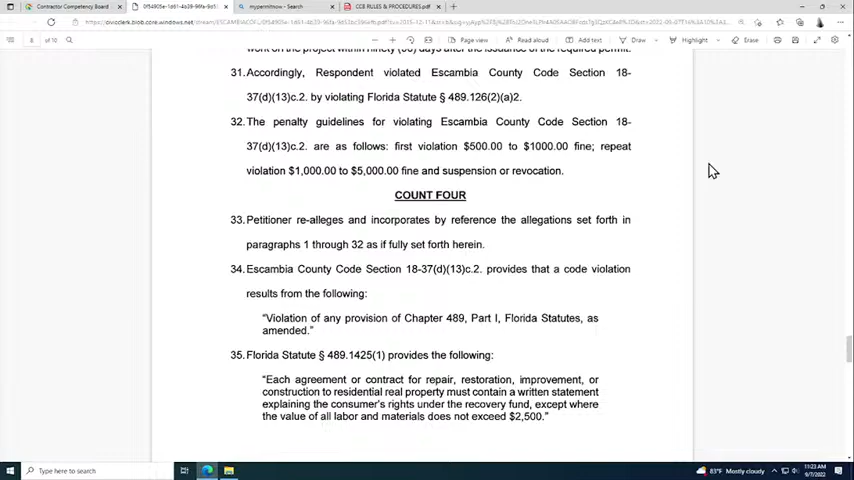 Contractor Competency Board
mypermitnow - Search
CCB RULES & PROCEDURES.pdf
8 of 10
Page view
Read aloud
Add text
Draw
Highlight
Erase
work on the project within Ninety (90) days after the issuance of the required permit.
31. Accordingly, Respondent violated Escambia County Code Section 18-
37(d)(13)c.2. by violating Florida Statute § 489.126(2)(a)2.
32. The penalty guidelines for violating Escambia County Code Section 18-
37(d)(13)c.2. are as follows: first violation $500.00 to $1000.00 fine; repeat
violation $1,000.00 to $5,000.00 fine and suspension or revocation.
COUNT FOUR
33. Petitioner re-alleges and incorporates by reference the allegations set forth in
paragraphs 1 through 32 as if fully set forth herein.
34. Escambia County Code Section 18-37(d)(13)c.2. provides that a code violation
results from the following:
“Violation of any provision of Chapter 489, Part I, Florida Statutes, as
amended.”
35. Florida Statute § 489.1425(1) provides the following:
“Each agreement or contract for repair, restoration, improvement, or
construction to residential real property must contain a written statement
explaining the consumer's rights under the recovery fund, except where
the value of all labor and materials does not exceed $2,500.”
Type here to search
83°F Mostly cloudy
11:23 AM
9/7/2022